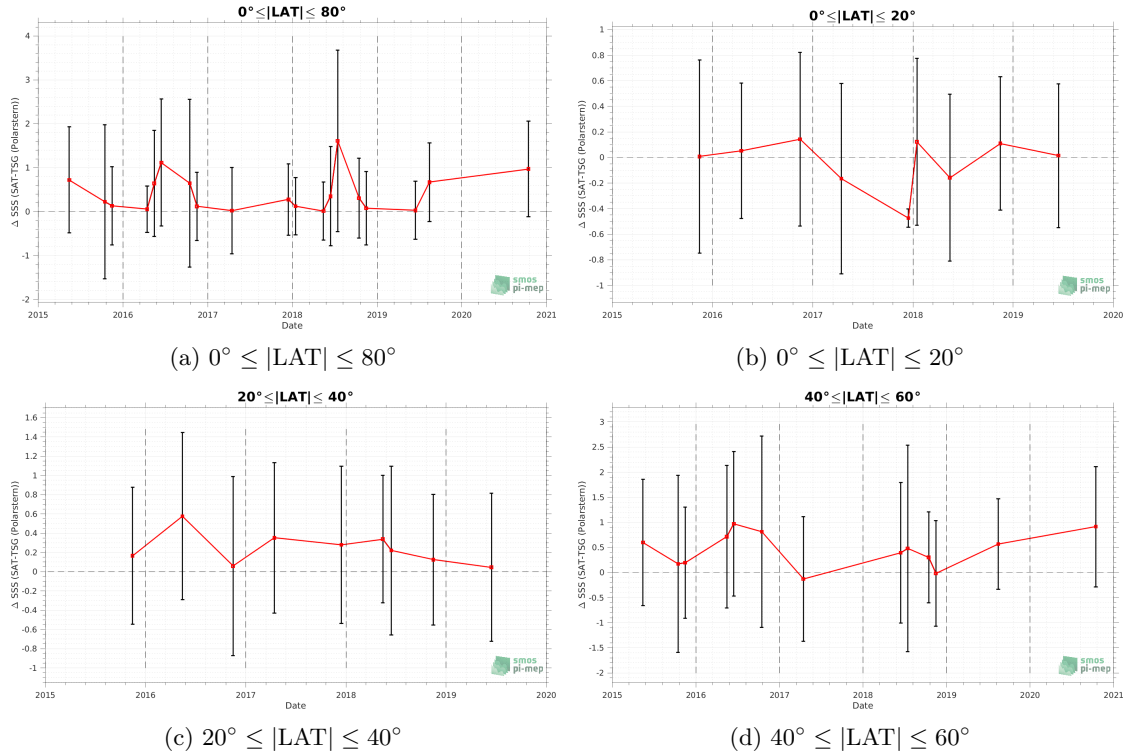 0°≤|LAT|≤ 80°
Δ SSS (SAT-TSG (Polarstern))
4
3
2
1
0
-1
-2
2015 2016 2017 2018 2019 2020 2021
Date
smos
pi-mep
(a) 0° ≤ |LAT| ≤ 80°
0°≤|LAT|≤ 20°
Δ SSS (SAT-TSG (Polarstern))
1
0.8
0.6
0.4
0.2
0
-0.2
-0.4
-0.6
-0.8
-1
2015 2016 2017 2018 2019 2020
Date
smos
pi-mep
(b) 0° ≤ |LAT| ≤ 20°
20°≤|LAT|≤ 40°
Δ SSS (SAT-TSG (Polarstern))
1.6
1.4
1.2
1
0.8
0.6
0.4
0.2
0
-0.2
-0.4
-0.6
-0.8
-1
2015 2016 2017 2018 2019 2020
Date
smos
pi-mep
(c) 20° ≤ |LAT| ≤ 40°
40°≤|LAT|≤ 60°
Δ SSS (SAT-TSG (Polarstern))
3
2.5
2
1.5
1
0.5
0
-0.5
-1
-1.5
-2
2015 2016 2017 2018 2019 2020 2021
Date
smos
pi-mep
(d) 40° ≤ |LAT| ≤ 60°